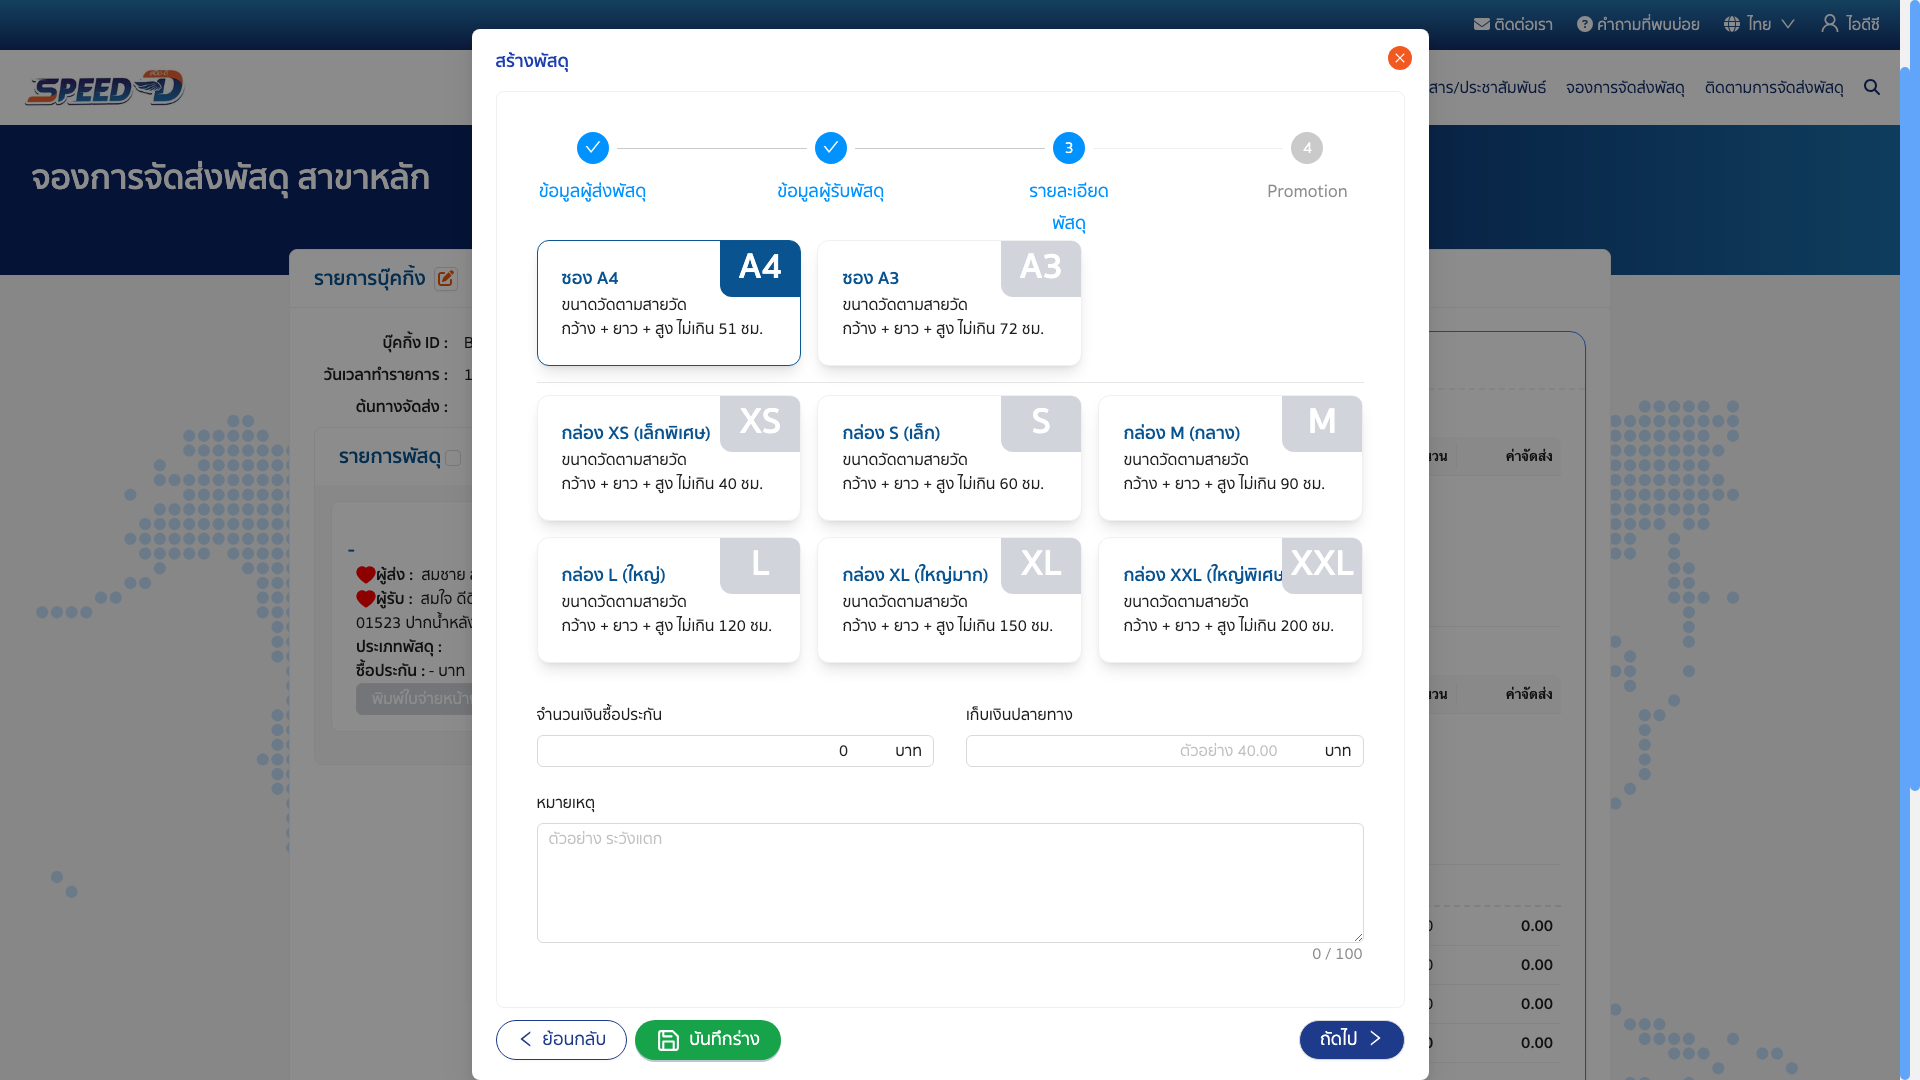 ติดต่อเรา
คำถามที่พบบ่อย
ไทย
ไอดีซี
SPEED D
สาร/ประชาสัมพันธ์
จองการจัดส่งพัสดุ
ติดตามการจัดส่งพัสดุ
จองการจัดส่งพัสดุ สาขาหลัก
รายการบุ๊คกิ้ง
บุ๊คกิ้ง ID :
วันเวลาทำรายการ :
ต้นทางจัดส่ง :
รายการพัสดุ
-
ผู้ส่ง : สมชาย
ผู้รับ : สมใจ
01523 ปากน้ำหลัง
ประเภทพัสดุ :
ซื้อประกัน : - บาท
พิมพ์ใบจ่ายหน้า
สร้างพัสดุ
ข้อมูลผู้ส่งพัสดุ
ข้อมูลผู้รับพัสดุ
3
รายละเอียด
พัสดุ
4
Promotion
A4
ซอง A4
ขนาดวัดตามสายวัด
กว้าง + ยาว + สูง ไม่เกิน 51 ซม.
A3
ซอง A3
ขนาดวัดตามสายวัด
กว้าง + ยาว + สูง ไม่เกิน 72 ซม.
XS
กล่อง XS (เล็กพิเศษ)
ขนาดวัดตามสายวัด
กว้าง + ยาว + สูง ไม่เกิน 40 ซม.
S
กล่อง S (เล็ก)
ขนาดวัดตามสายวัด
กว้าง + ยาว + สูง ไม่เกิน 60 ซม.
M
กล่อง M (กลาง)
ขนาดวัดตามสายวัด
กว้าง + ยาว + สูง ไม่เกิน 90 ซม.
L
กล่อง L (ใหญ่)
ขนาดวัดตามสายวัด
กว้าง + ยาว + สูง ไม่เกิน 120 ซม.
XL
กล่อง XL (ใหญ่มาก)
ขนาดวัดตามสายวัด
กว้าง + ยาว + สูง ไม่เกิน 150 ซม.
XXL
กล่อง XXL (ใหญ่พิเศษ
ขนาดวัดตามสายวัด
กว้าง + ยาว + สูง ไม่เกิน 200 ซม.
จำนวนเงินซื้อประกัน
0 บาท
เก็บเงินปลายทาง
ตัวอย่าง 40.00 บาท
หมายเหตุ
ตัวอย่าง ระวังแตก
0 / 100
ย้อนกลับ
บันทึกร่าง
ถัดไป
ค่าจัดส่ง
ค่าจัดส่ง
0.00
0.00
0.00
0.00